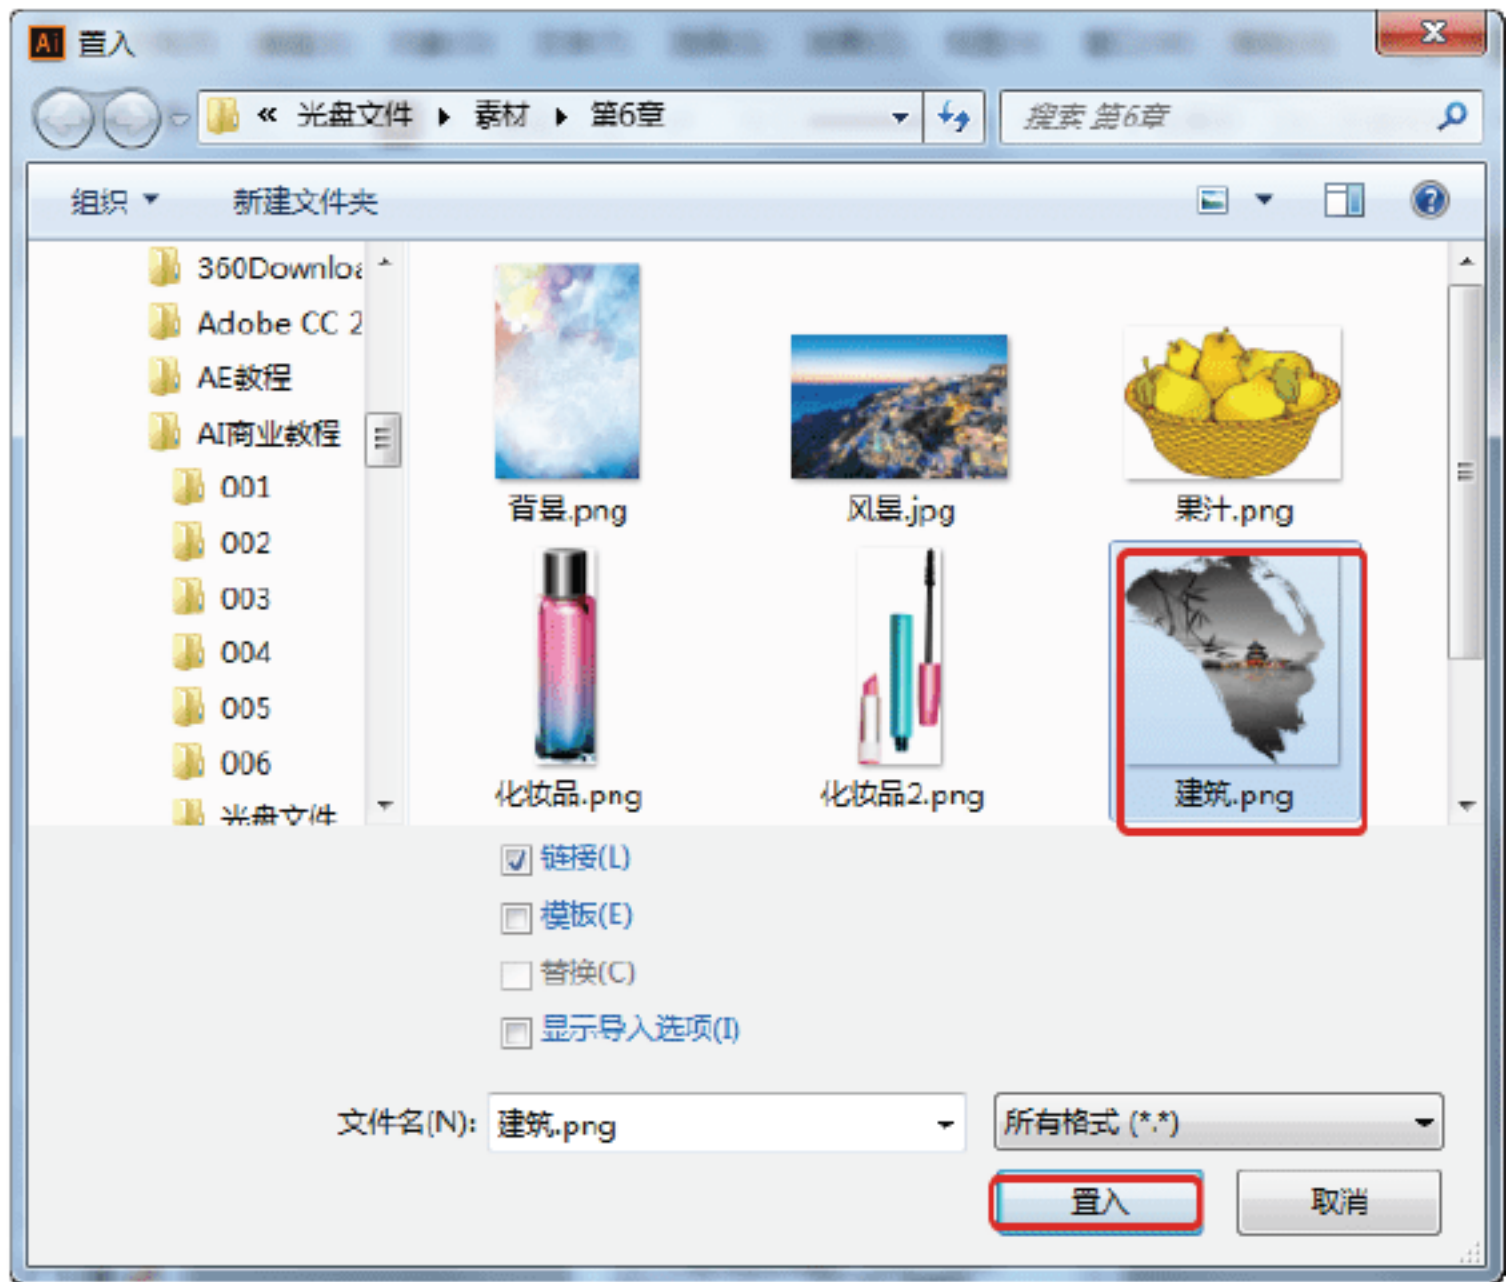 Ai 置入
« 光盘文件 ▸ 素材 ▸ 第6章
搜索 第6章
组织 ▼ 新建文件夹
360Downloa
Adobe CC 2
AE教程
AI商业教程
001
002
003
004
005
006
光盘文件
背景.png
风景.jpg
果汁.png
化妆品.png
化妆品2.png
建筑.png
链接(L)
模板(E)
替换(C)
显示导入选项(I)
文件名(N): 建筑.png
所有格式 (*.*)
置入
取消